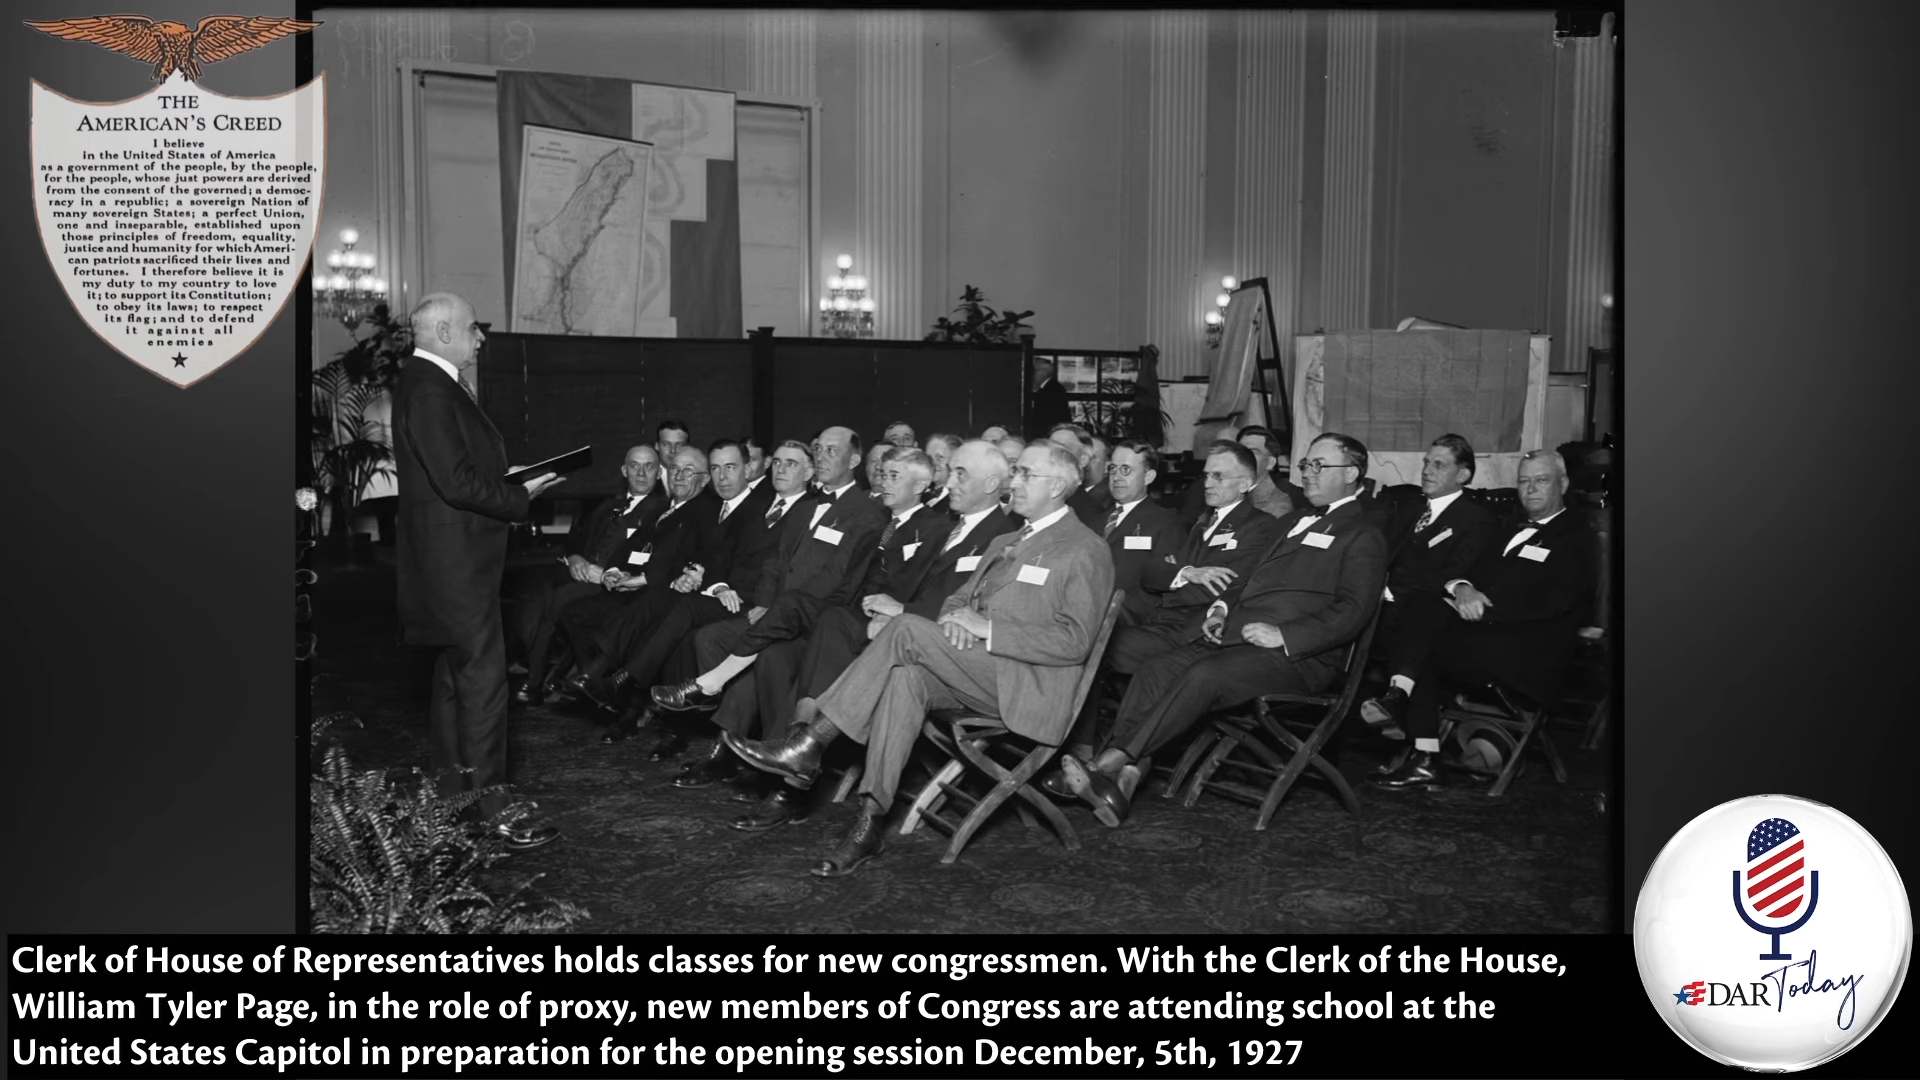 THE
AMERICAN'S CREED
I believe
in the United States of America
as a government of the people, by the people,
for the people, whose just powers are derived
from the consent of the governed; a democ-
racy in a republic; a sovereign Nation of
many sovereign States; a perfect Union,
one and inseparable, established upon
those principles of freedom, equality,
justice and humanity for which Ameri-
can patriots sacrificed their lives and
fortunes. I therefore believe it is
my duty to my country to love
it; to support its Constitution;
to obey its laws; to respect
its flag; and to defend
it against all
enemies
Clerk of House of Representatives holds classes for new congressmen. With the Clerk of the House,
William Tyler Page, in the role of proxy, new members of Congress are attending school at the
United States Capitol in preparation for the opening session December, 5th, 1927
DAR Today